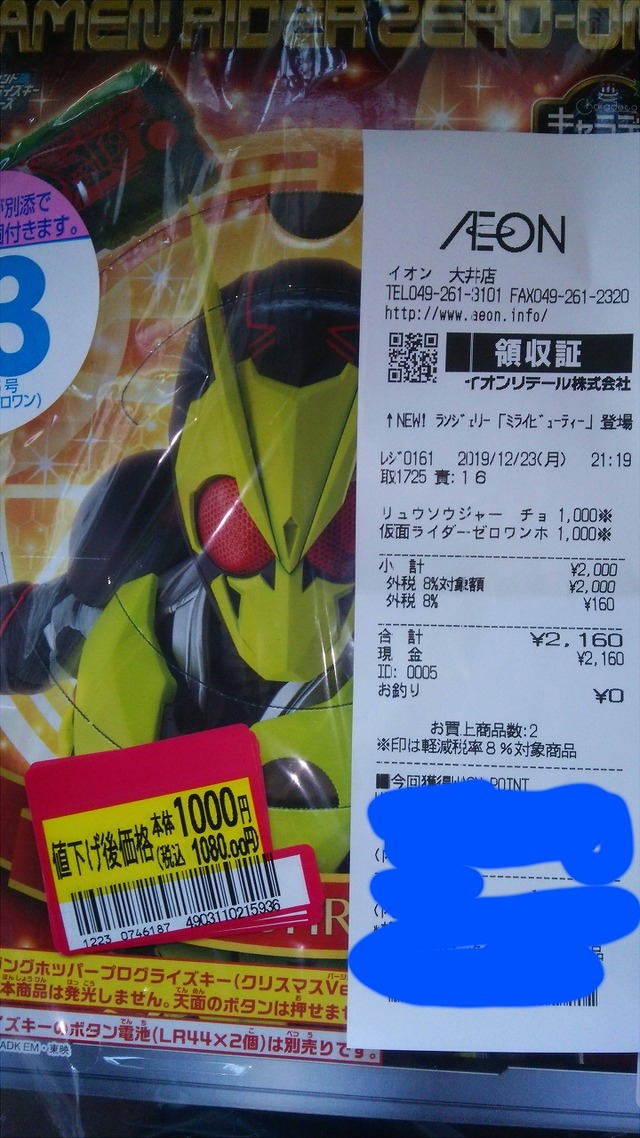 AMEN RIDER ZERO-ON
Charadeco
キャラデ
が別添で
付きます。
3
号
ロワン)
ÆON
イオン 大井店
TEL049-261-3101 FAX049-261-2320
http://www.aeon.info/
領収証
イオンリテール株式会社
↑NEW! ランジェリー「ミライビューティー」登場
レジ0161 2019/12/23(月) 21:19
取1725 責:16
リュウソウジャー チョ 1,000※
仮面ライダーゼロワンホ 1,000※
小計 ¥2,000
外税 8%対象額 ¥2,000
外税 8% ¥160
合計 ¥2,160
現金 ¥2,160
ID: 0005
お釣り ¥0
お買上商品数:2
※印は軽減税率8%対象商品
■今回獲得WAON POINT
値下げ後価格 本体1000円
(税込 1080.00円)
1223 0746187 4903110215936
ングホッパープログライズキー(クリスマスVe
本商品は発光しません。天面のボタンは押せませ
イズキーのボタン電池(LR44×2個)は別売りです。
ADK EM・東映